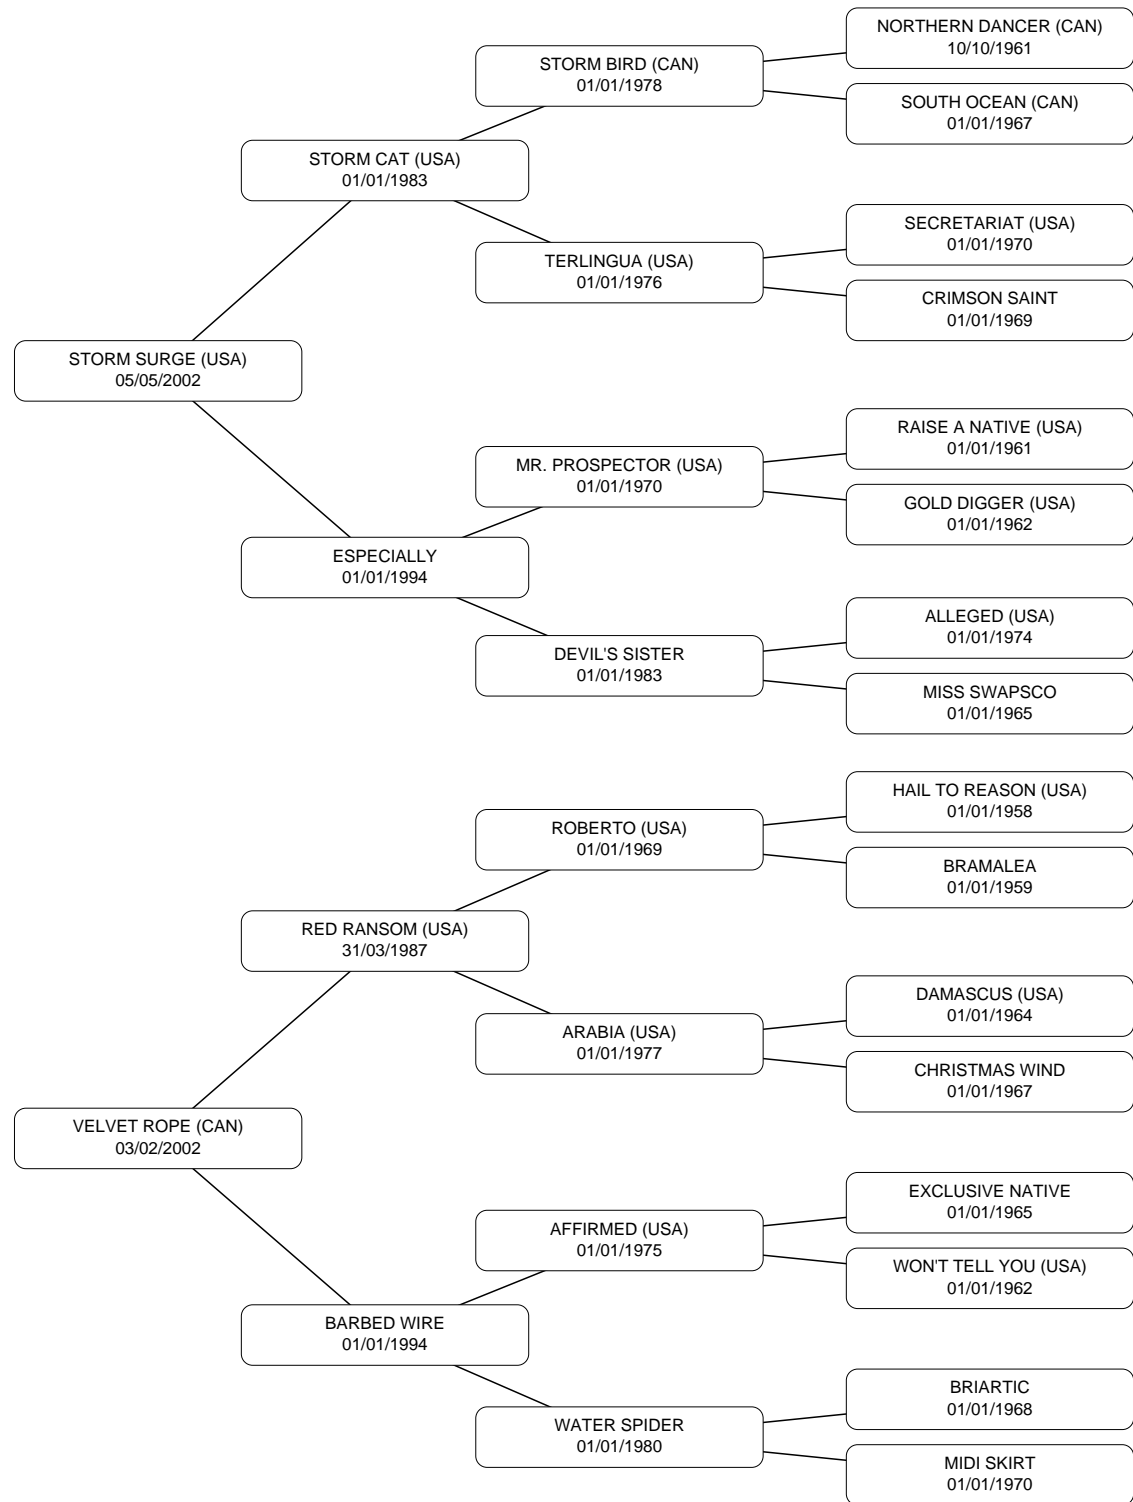 NORTHERN DANCER (CAN)
10/10/1961
STORM BIRD (CAN)
01/01/1978
SOUTH OCEAN (CAN)
01/01/1967
STORM CAT (USA)
01/01/1983
SECRETARIAT (USA)
01/01/1970
TERLINGUA (USA)
01/01/1976
CRIMSON SAINT
01/01/1969
STORM SURGE (USA)
05/05/2002
RAISE A NATIVE (USA)
01/01/1961
MR. PROSPECTOR (USA)
01/01/1970
GOLD DIGGER (USA)
01/01/1962
ESPECIALLY
01/01/1994
ALLEGED (USA)
01/01/1974
DEVIL'S SISTER
01/01/1983
MISS SWAPSCO
01/01/1965
HAIL TO REASON (USA)
01/01/1958
ROBERTO (USA)
01/01/1969
BRAMALEA
01/01/1959
RED RANSOM (USA)
31/03/1987
DAMASCUS (USA)
01/01/1964
ARABIA (USA)
01/01/1977
CHRISTMAS WIND
01/01/1967
VELVET ROPE (CAN)
03/02/2002
EXCLUSIVE NATIVE
01/01/1965
AFFIRMED (USA)
01/01/1975
WON'T TELL YOU (USA)
01/01/1962
BARBED WIRE
01/01/1994
BRIARTIC
01/01/1968
WATER SPIDER
01/01/1980
MIDI SKIRT
01/01/1970